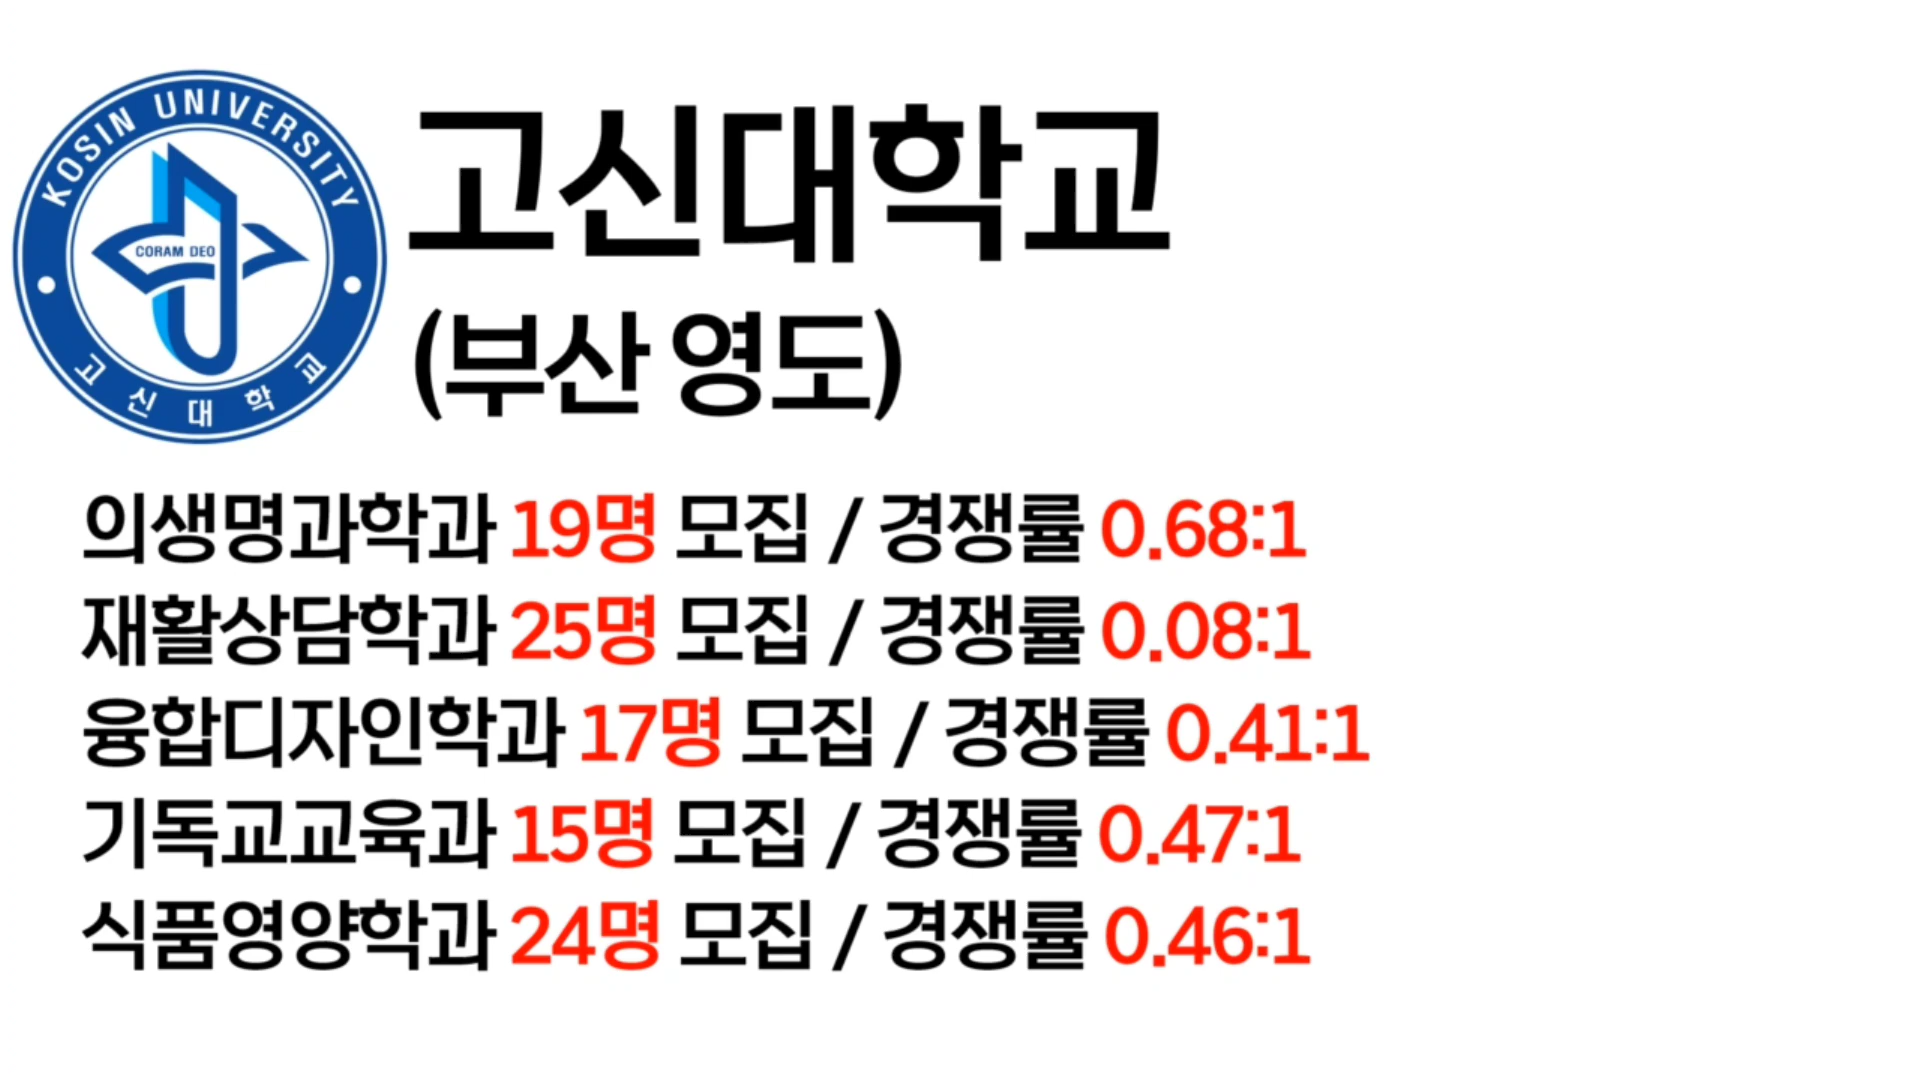 KOSIN UNIVERSITY
CORAM DEO
고신대학교
고신대학교
(부산 영도)
의생명과학과 19명 모집 / 경쟁률 0.68:1
재활상담학과 25명 모집 / 경쟁률 0.08:1
융합디자인학과 17명 모집 / 경쟁률 0.41:1
기독교교육과 15명 모집 / 경쟁률 0.47:1
식품영양학과 24명 모집 / 경쟁률 0.46:1